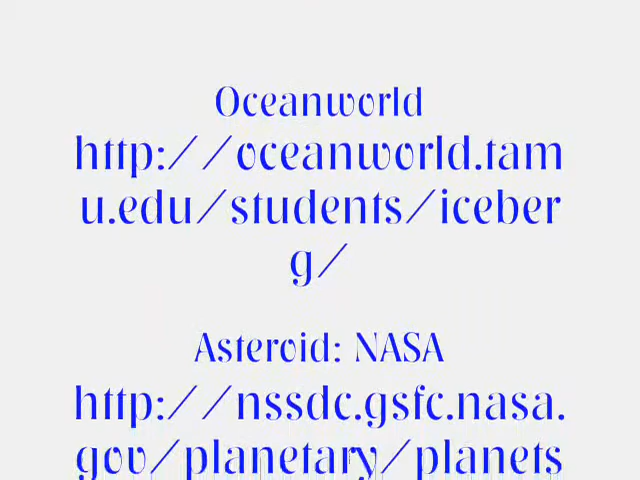 Oceanworld
http://oceanworld.tam
u.edu/students/iceber
g/
Asteroid: NASA
http://nssdc.gsfc.nasa.
gov/planetary/planets